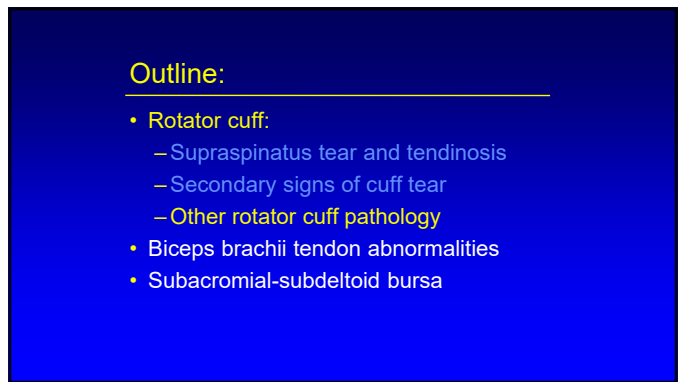 Outline:
• Rotator cuff:
–Supraspinatus tear and tendinosis
–Secondary signs of cuff tear
–Other rotator cuff pathology
• Biceps brachii tendon abnormalities
• Subacromial-subdeltoid bursa